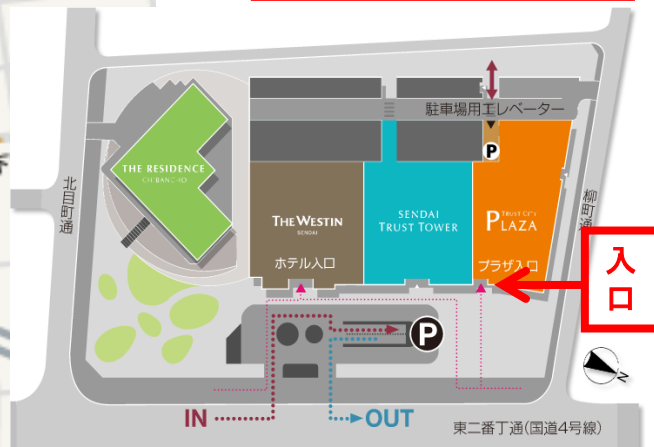 駐車場用エレベーター
P
THE RESIDENCE
北目町通
柳町通
THE WESTIN
SENDAI
SENDAI
TRUST TOWER
TRUST CITY
PLAZA
ホテル入口
プラザ入口
入
口
P
N
IN
OUT
東二番丁通(国道4号線)